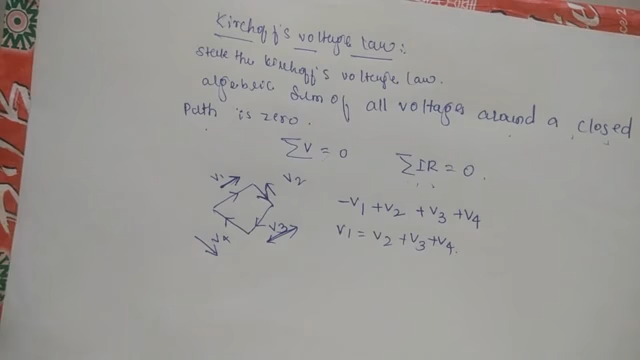 Kirchoff's voltage law:
state the kirchoff's voltage law.
algebric sum of all voltages around a closed
path is zero.
ΣV = 0 ΣIR = 0.
V1 V2
-V1 + V2 + V3 + V4
V4 V3
V1 = V2 + V3 + V4.